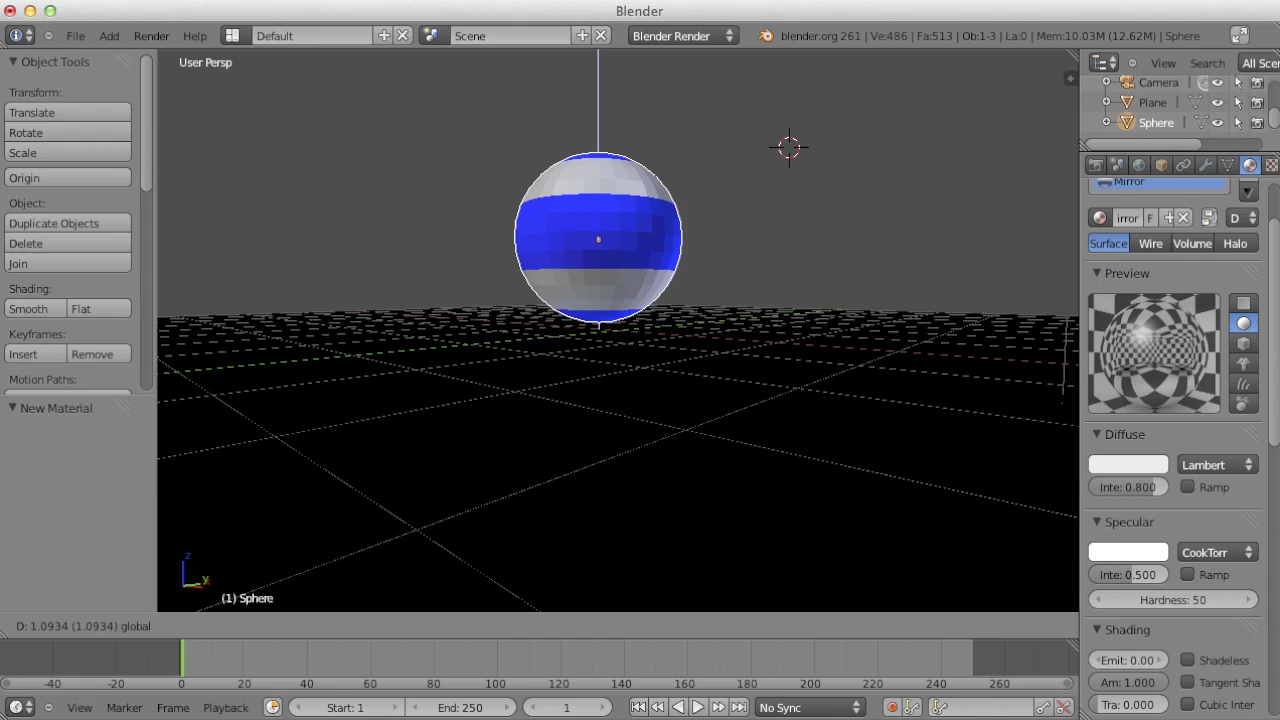 Blender
File Add Render Help Default Scene Blender Render blender.org 261 | Ve:486 | Fa:513 | Ob:1-3 | La:0 | Mem:10.03M (12.62M) | Sphere
Object Tools
Transform:
Translate
Rotate
Scale
Origin
Object:
Duplicate Objects
Delete
Join
Shading:
Smooth Flat
Keyframes:
Insert Remove
Motion Paths:
New Material
User Persp
z
y
(1) Sphere
View Search All Scen
Camera
Plane
Sphere
Mirror
irror F D
Surface Wire Volume Halo
Preview
Diffuse
Lambert
Inte: 0.800 Ramp
Specular
CookTorr
Inte: 0.500 Ramp
Hardness: 50
Shading
Emit: 0.00 Shadeless
Am: 1.000 Tangent Sha
Tra: 0.000 Cubic Inter
D: 1.0934 (1.0934) global
-40 -20 0 20 40 60 80 100 120 140 160 180 200 220 240 260
View Marker Frame Playback Start: 1 End: 250 1 No Sync